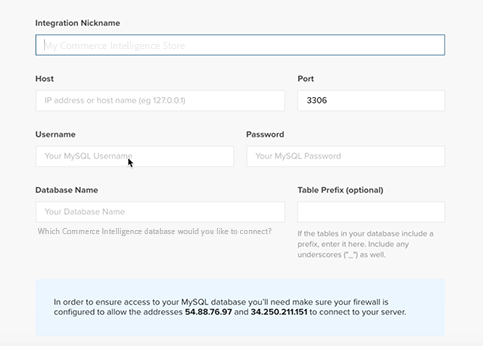 Integration Nickname
My Commerce Intelligence Store
Host
Port
IP address or host name (eg 127.0.0.1)
3306
Username
Password
Your MySQL Username
Your MySQL Password
Database Name
Table Prefix (optional)
Your Database Name
Which Commerce Intelligence database would you like to connect?
If the tables in your database include a
prefix, enter it here. Include any
underscores ("_") as well.
In order to ensure access to your MySQL database you'll need make sure your firewall is
configured to allow the addresses 54.88.76.97 and 34.250.211.151 to connect to your server.